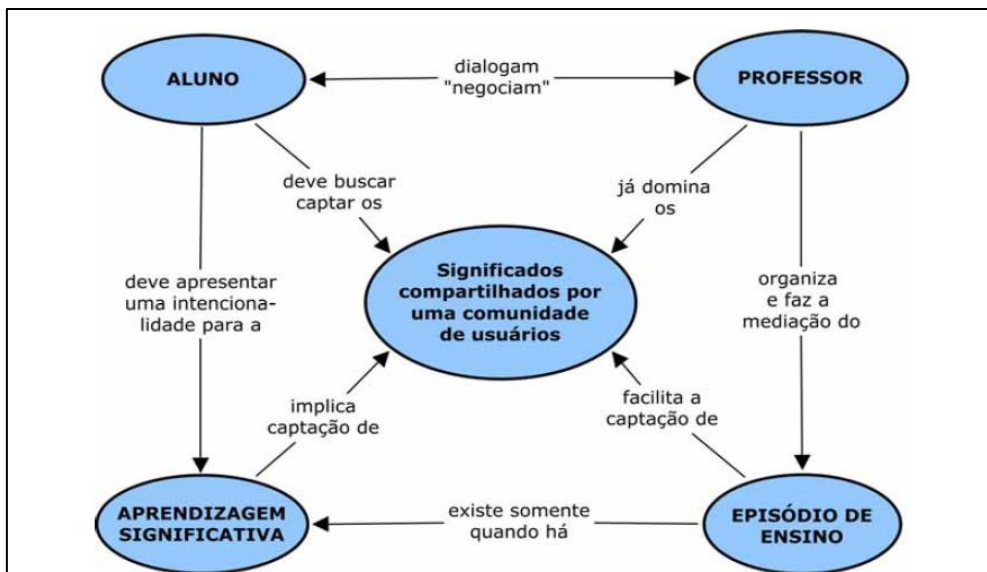 ALUNO
dialogam
"negociam"
PROFESSOR
deve buscar
captar os
já domina
os
deve apresentar
uma intenciona-
lidade para a
Significados
compartilhados por
uma comunidade
de usuários
organiza
e faz a
mediação do
implica
captação de
facilita a
captação de
APRENDIZAGEM
SIGNIFICATIVA
existe somente
quando há
EPISÓDIO DE
ENSINO